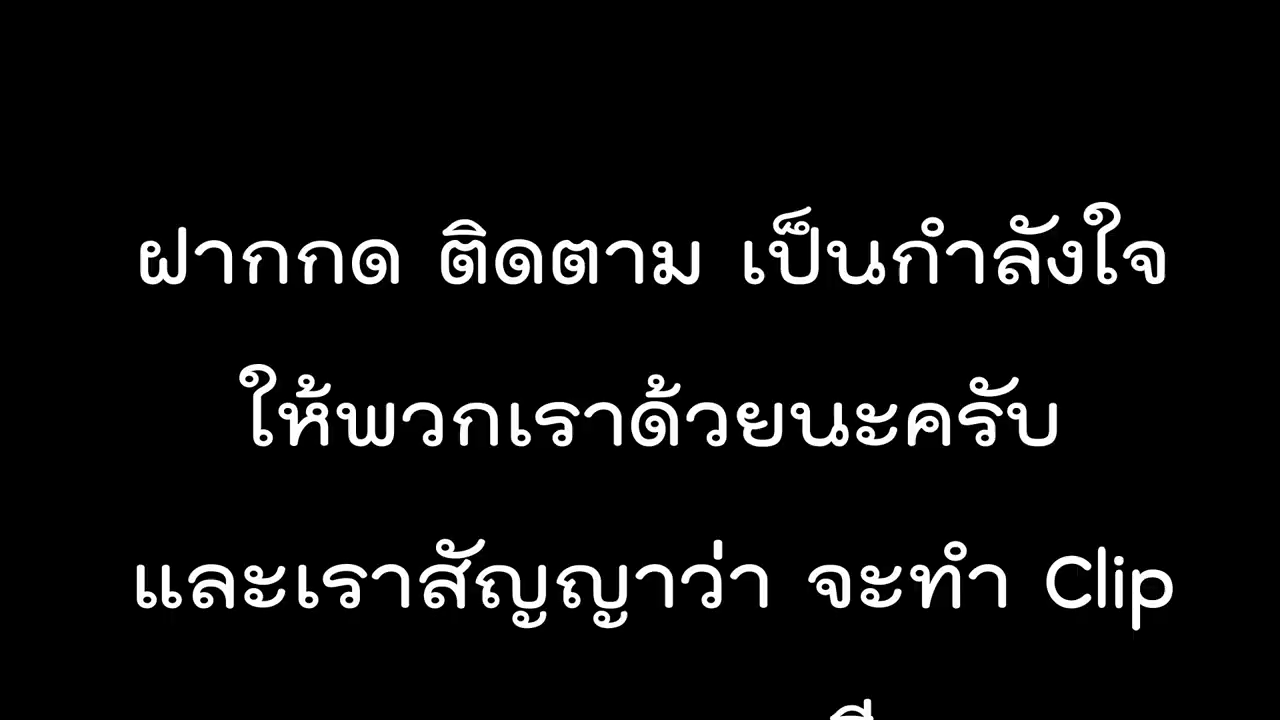 ฝากกด ติดตาม เป็นกำลังใจ
ให้พวกเราด้วยนะครับ
และเราสัญญาว่า จะทำ Clip